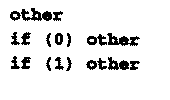 other
if (0) other
if (1) other